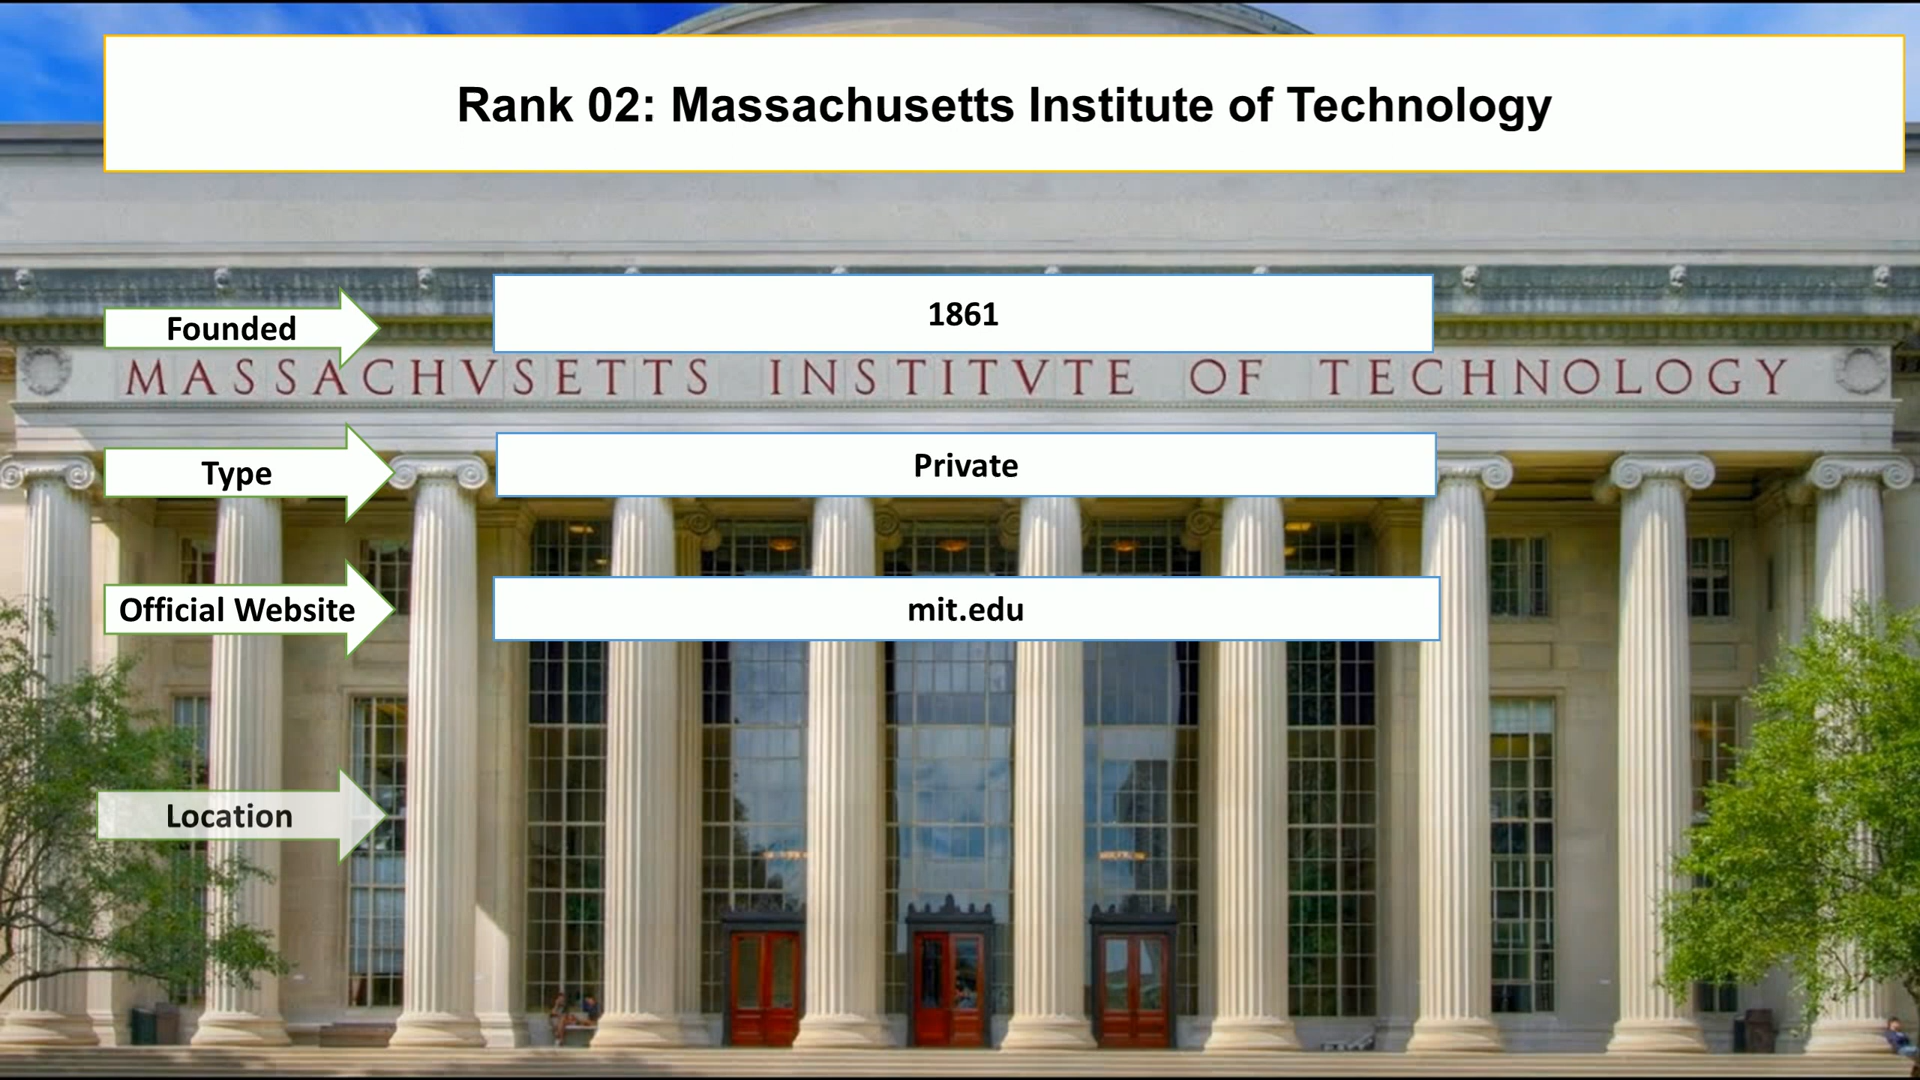 Rank 02: Massachusetts Institute of Technology
Founded
1861
MASSACHVSETTS INSTITVTE OF TECHNOLOGY
Type
Private
Official Website
mit.edu
Location